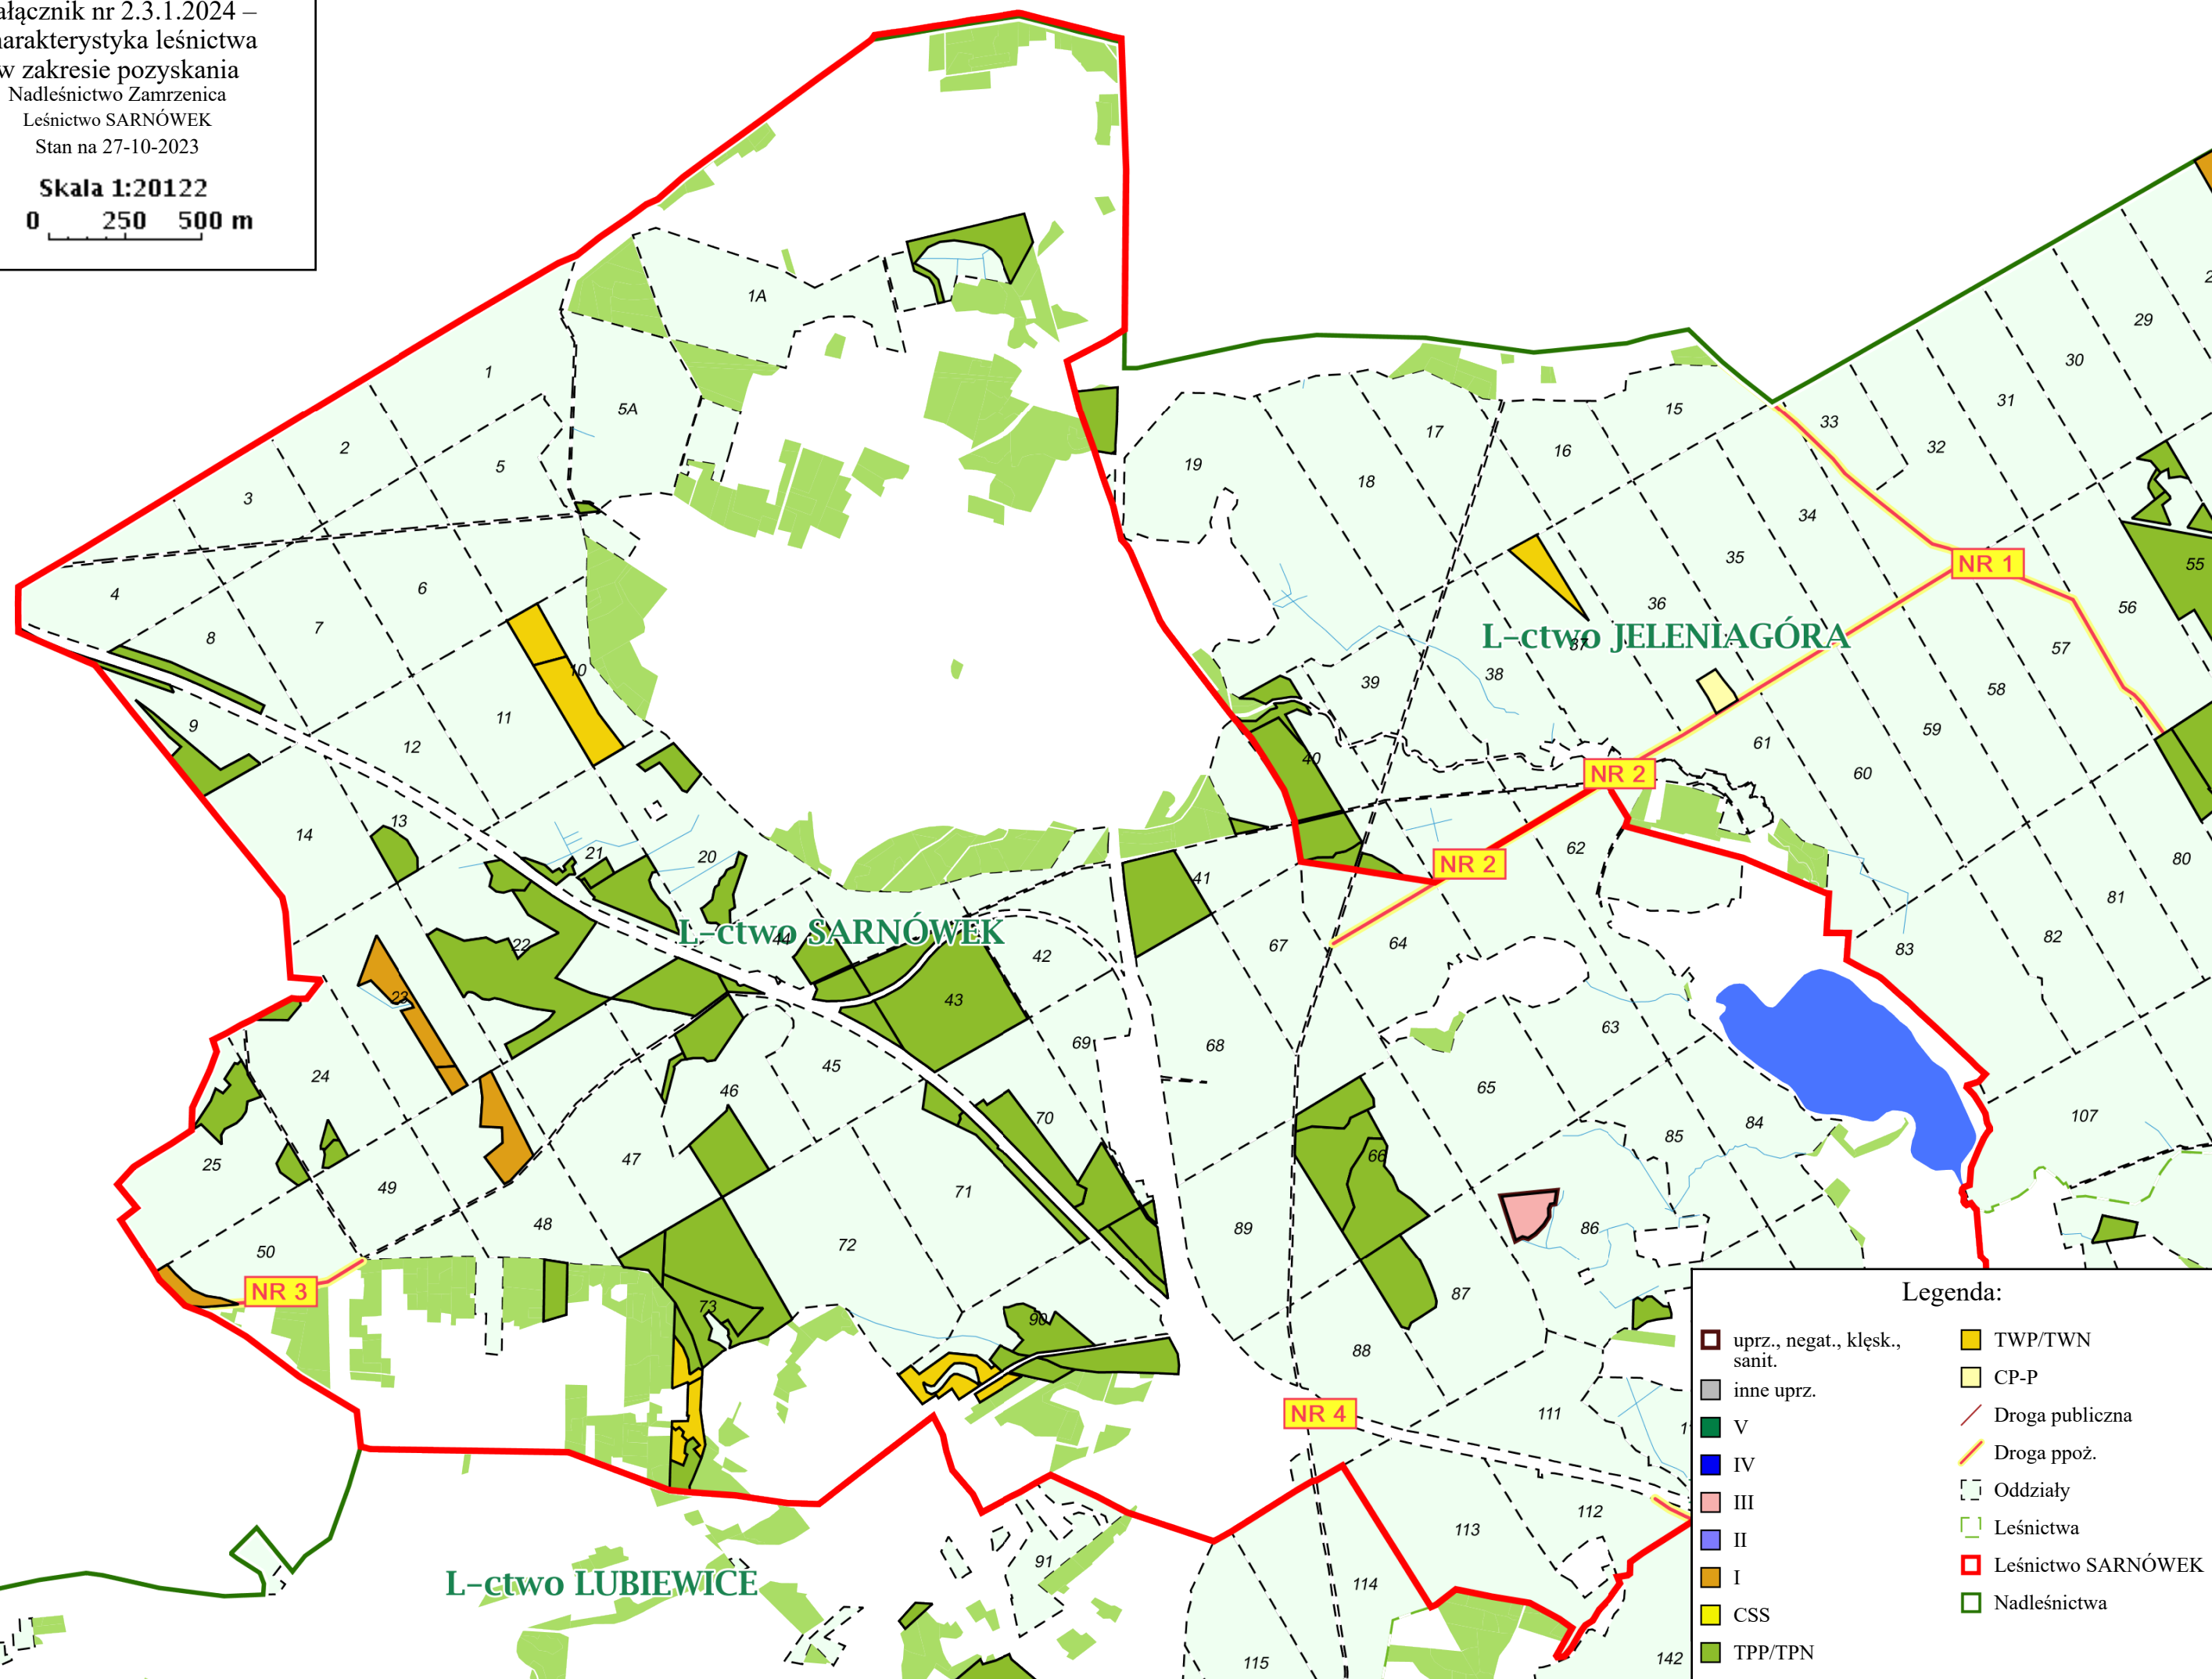 ałącznik nr 2.3.1.2024 –
harakterystyka leśnictwa
w zakresie pozyskania
Nadleśnictwo Zamrzenica
Leśnictwo SARNÓWEK
Stan na 27-10-2023
Skala 1:20122
0 250 500 m
1A
1
5A
2
5
3
4
6
7
8
9
10
11
12
13
14
19
18
17
16
15
33
32
31
30
29
34
35
36
37
38
39
40
L-ctwo JELENIAGÓRA
NR 1
55
56
57
58
59
60
61
NR 2
NR 2
62
80
81
82
83
20
21
22
23
24
25
L-ctwo SARNÓWEK
44
41
42
43
67
64
63
68
69
45
46
47
48
49
50
NR 3
70
71
72
73
65
66
84
85
86
107
89
87
88
90
NR 4
111
112
113
114
115
91
142
L-ctwo LUBIEWICE
Legenda:
uprz., negat., klęsk.,
sanit.
inne uprz.
V
IV
III
II
I
CSS
TPP/TPN
TWP/TWN
CP-P
Droga publiczna
Droga ppoż.
Oddziały
Leśnictwa
Leśnictwo SARNÓWEK
Nadleśnictwa